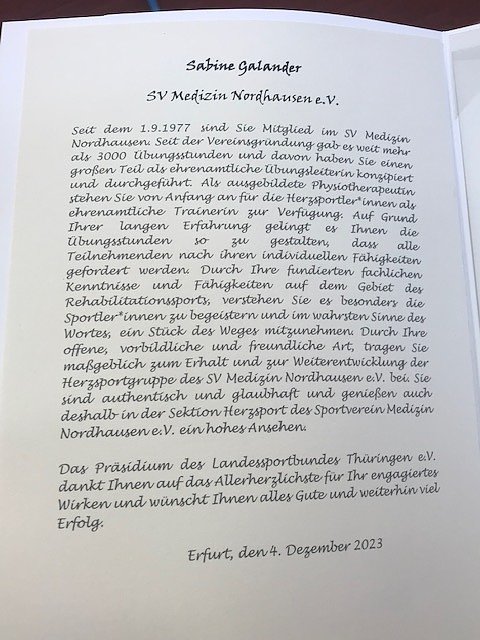 Sabine Galander
SV Medizin Nordhausen e.V.
Seit dem 1.9.1977 sind Sie Mitglied im SV Medizin
Nordhausen. Seit der Vereinsgründung gab es weit mehr
als 3000 Übungsstunden und davon haben Sie einen
großen Teil als ehrenamtliche Übungsleiterin konzipiert
und durchgeführt. Als ausgebildete Physiotherapeutin
stehen Sie von Anfang an für die Herzsportler*innen als
ehrenamtliche Trainerin zur Verfügung. Auf Grund
Ihrer langen Erfahrung gelingt es Ihnen die
Übungsstunden so zu gestalten, dass alle
Teilnehmenden nach ihren individuellen Fähigkeiten
gefordert werden. Durch Ihre fundierten fachlichen
Kenntnisse und Fähigkeiten auf dem Gebiet des
Rehabilitationssports, verstehen Sie es besonders die
Sportler*innen zu begeistern und im wahrsten Sinne des
Wortes, ein Stück des Weges mitzunehmen. Durch Ihre
offene, vorbildliche und freundliche Art, tragen Sie
maßgeblich zum Erhalt und zur Weiterentwicklung der
Herzsportgruppe des SV Medizin Nordhausen e.V. bei. Sie
sind authentisch und glaubhaft und genießen auch
deshalb in der Sektion Herzsport des Sportverein Medizin
Nordhausen e.V. ein hohes Ansehen.
Das Präsidium des Landessportbundes Thüringen e.V.
dankt Ihnen auf das Allerherzlichste für Ihr engagiertes
Wirken und wünscht Ihnen alles Gute und weiterhin viel
Erfolg.
Erfurt, den 4. Dezember 2023